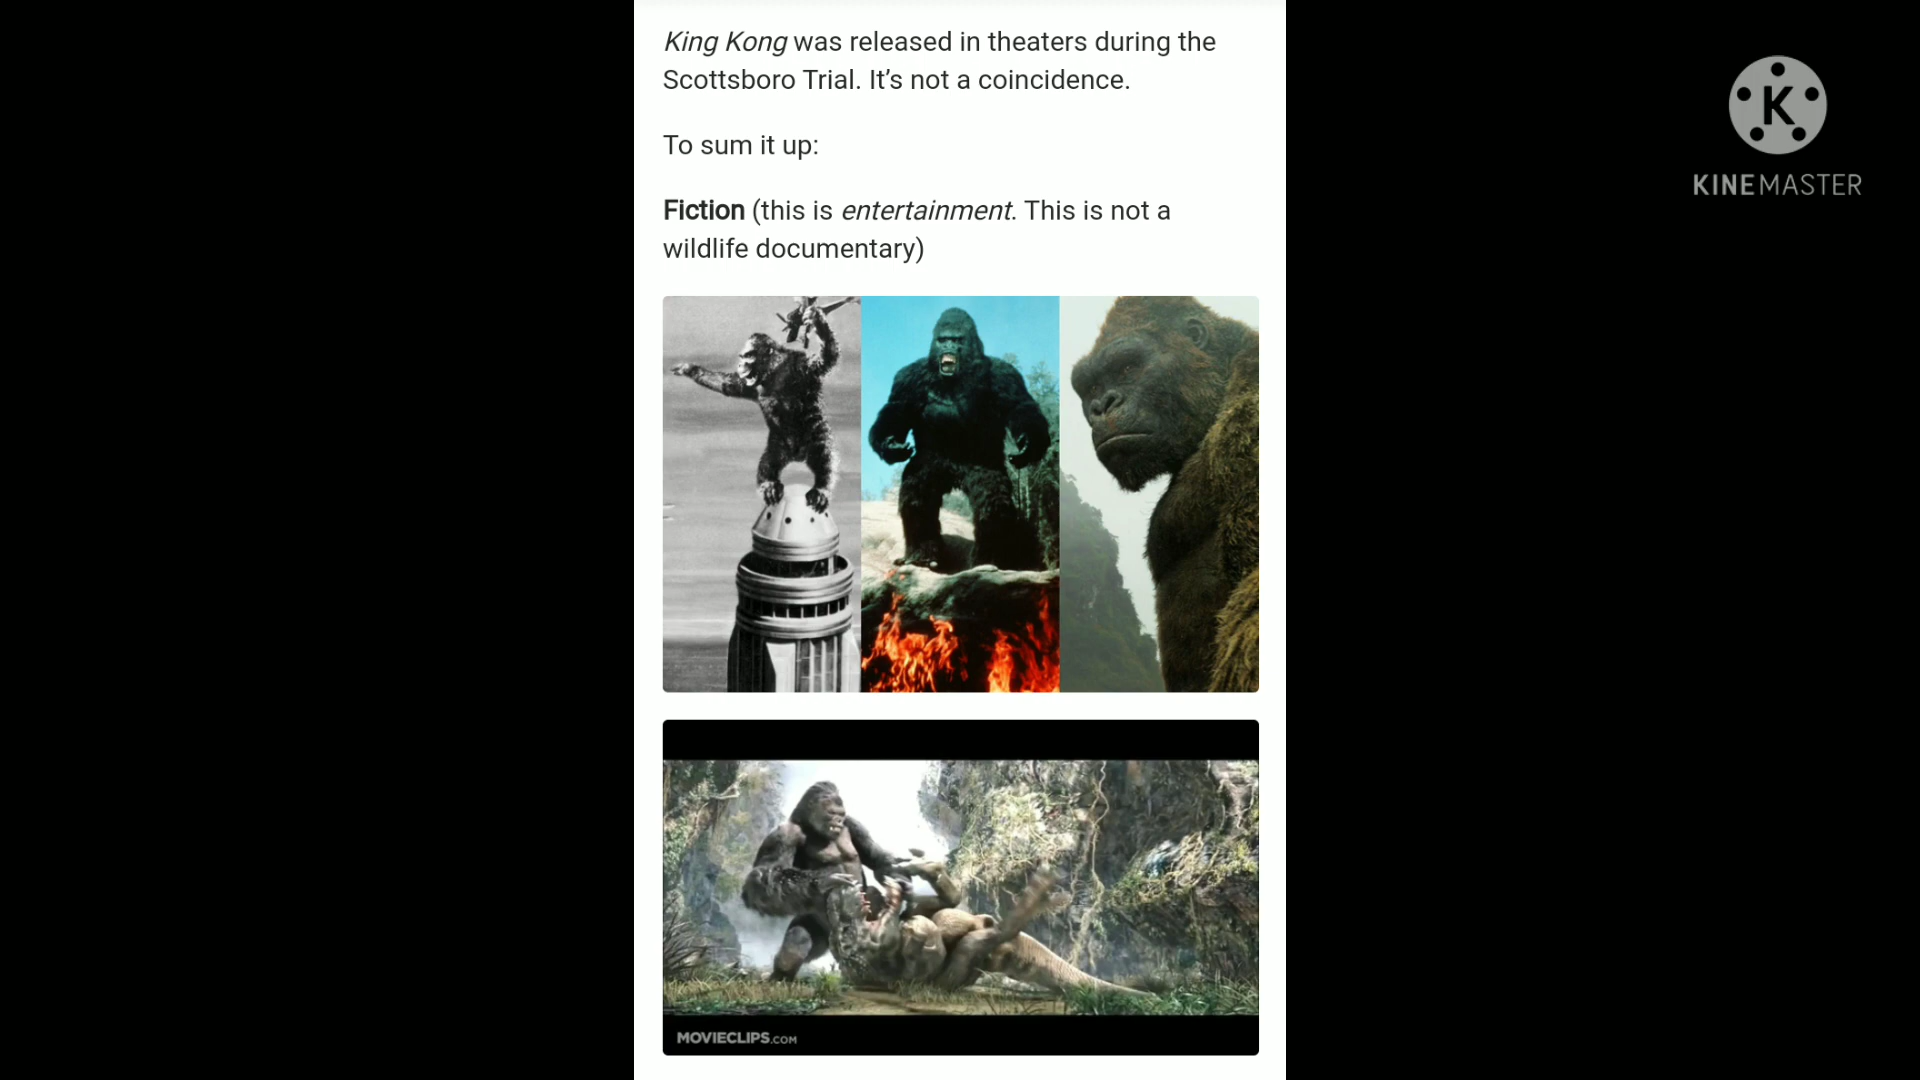 King Kong was released in theaters during the
Scottsboro Trial. It’s not a coincidence.
To sum it up:
Fiction (this is entertainment. This is not a
wildlife documentary)
K
KINEMASTER
MOVIECLIPS.COM